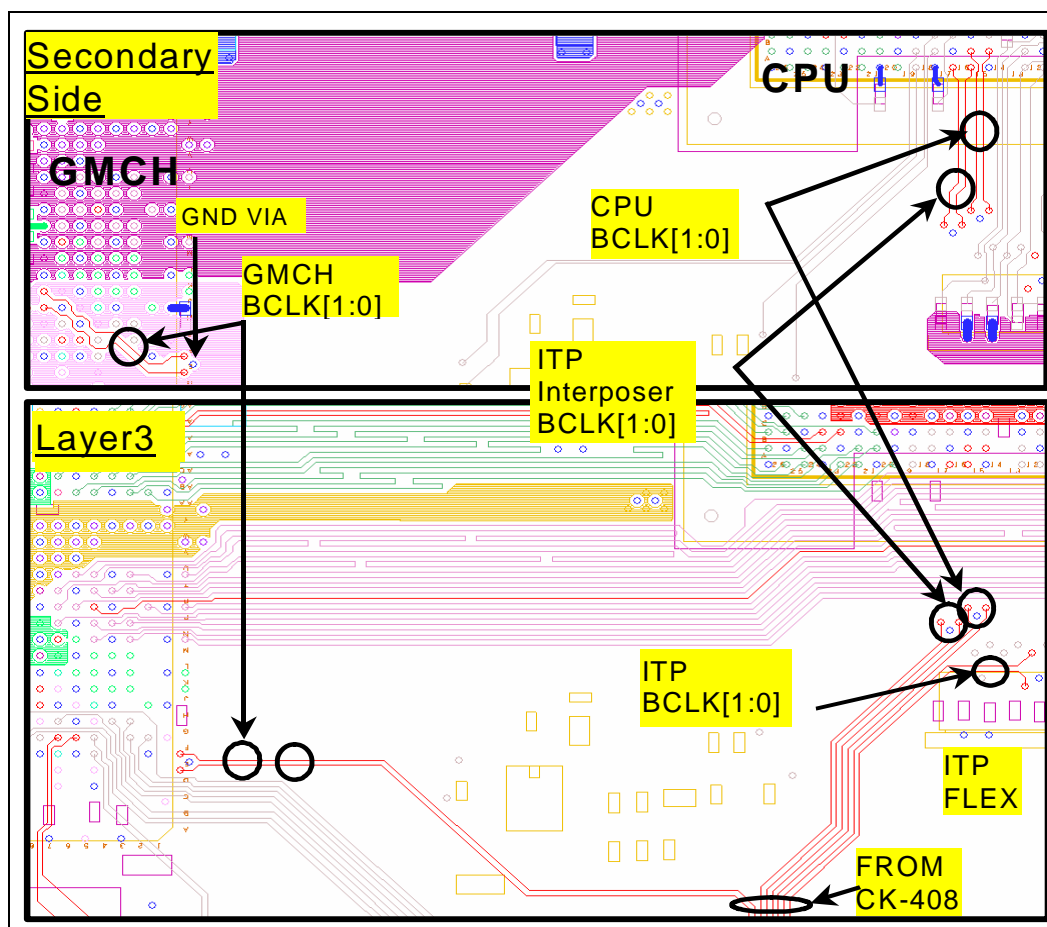 Secondary
Side
CPU
GMCH
GND VIA
GMCH
BCLK[1:0]
CPU
BCLK[1:0]
ITP
Interposer
BCLK[1:0]
Layer3
ITP
BCLK[1:0]
ITP
FLEX
FROM
CK-408